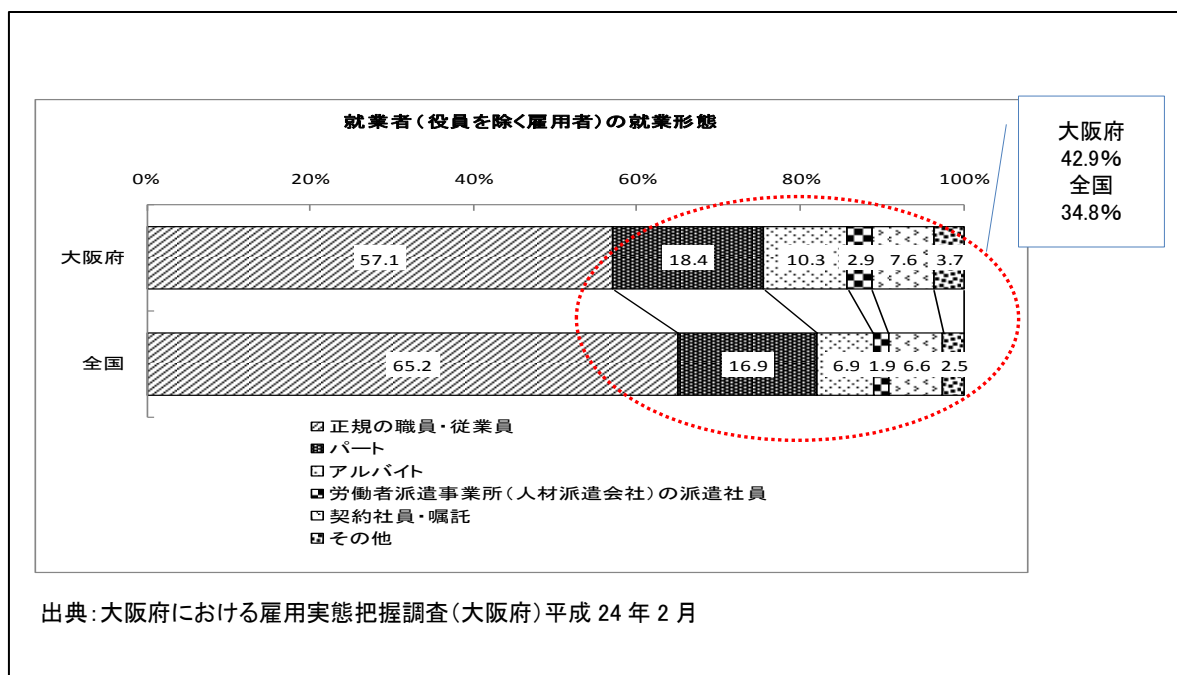 就業者(役員を除く雇用者)の就業形態
0% 20% 40% 60% 80% 100%
大阪府 57.1 18.4 10.3 2.9 7.6 3.7
全国 65.2 16.9 6.9 1.9 6.6 2.5
正規の職員・従業員
パート
アルバイト
労働者派遣事業所(人材派遣会社)の派遣社員
契約社員・嘱託
その他
大阪府
42.9%
全国
34.8%
出典:大阪府における雇用実態把握調査(大阪府)平成 24 年 2 月